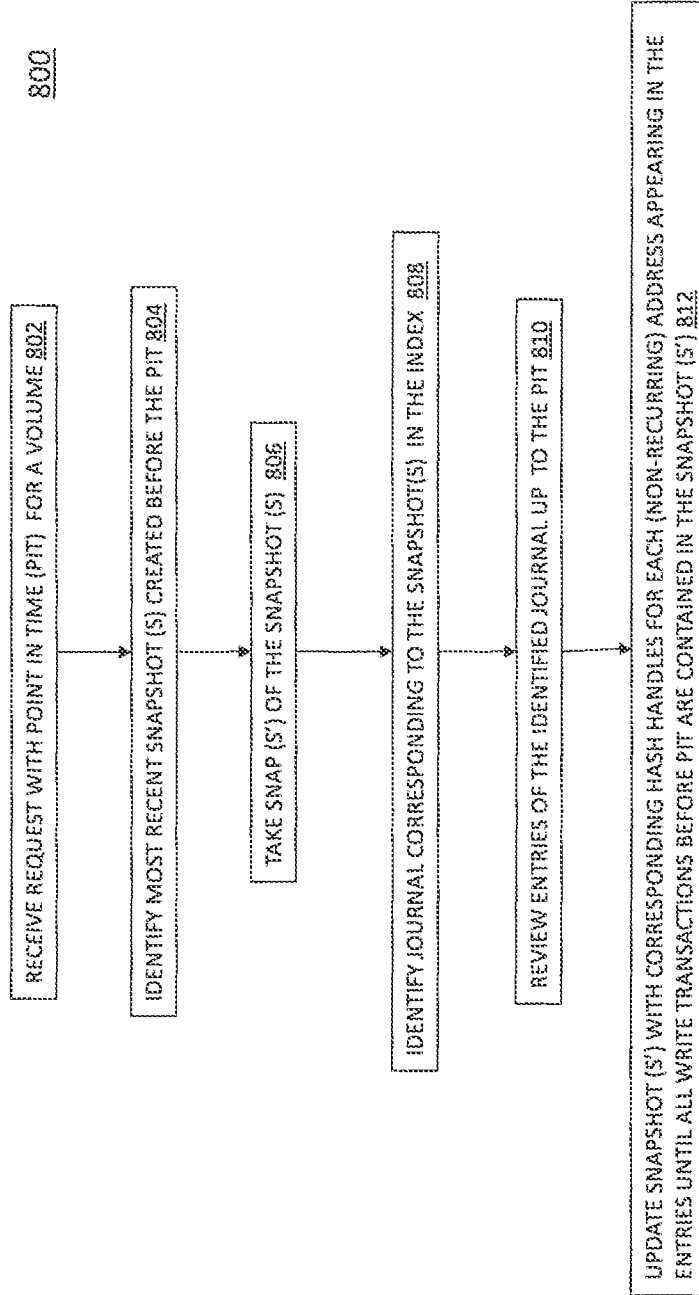 800
RECEIVE REQUEST WITH POINT IN TIME (PIT) FOR A VOLUME 802
IDENTIFY MOST RECENT SNAPSHOT (S) CREATED BEFORE THE PIT 804
TAKE SNAP (S') OF THE SNAPSHOT (S) 806
IDENTIFY JOURNAL CORRESPONDING TO THE SNAPSHOT(S) IN THE INDEX 808
REVIEW ENTRIES OF THE IDENTIFIED JOURNAL UP TO THE PIT 810
UPDATE SNAPSHOT (S') WITH CORRESPONDING HASH HANDLES FOR EACH (NON-RECURRING) ADDRESS APPEARING IN THE
ENTRIES UNTIL ALL WRITE TRANSACTIONS BEFORE PIT ARE CONTAINED IN THE SNAPSHOT (S') 812